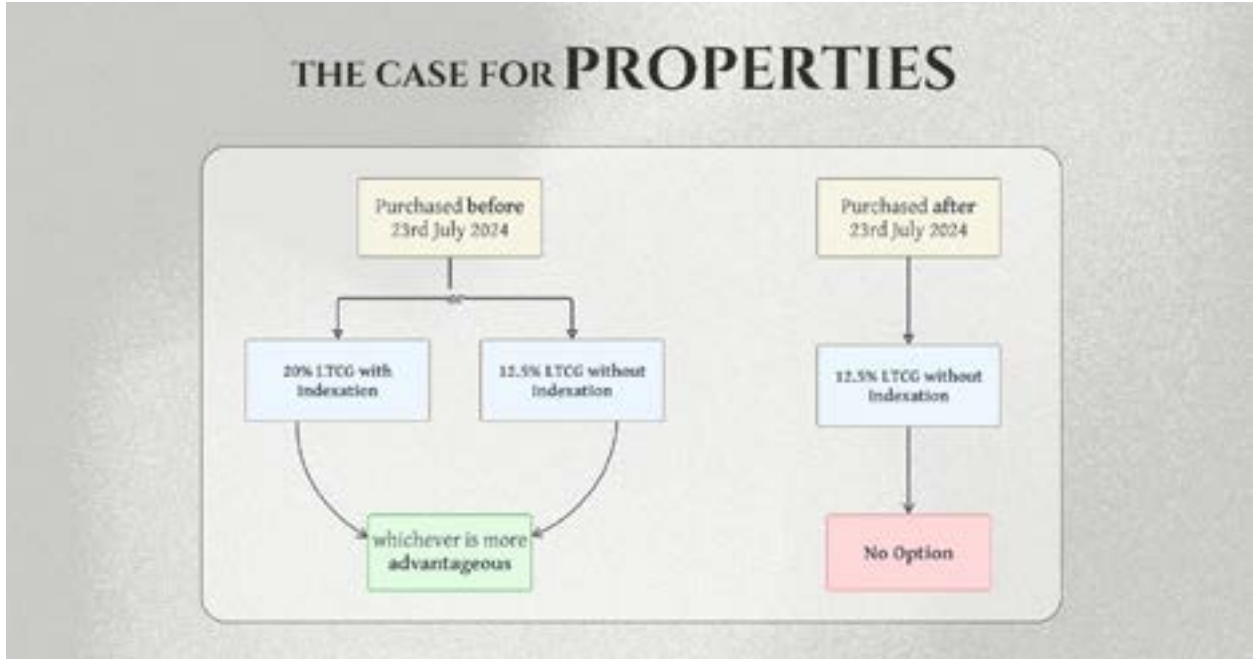 THE CASE FOR PROPERTIES
Purchased before
23rd July 2024
or
20% LTCG with
Indexation
12.5% LTCG without
Indexation
whichever is more
advantageous
Purchased after
23rd July 2024
12.5% LTCG without
Indexation
No Option